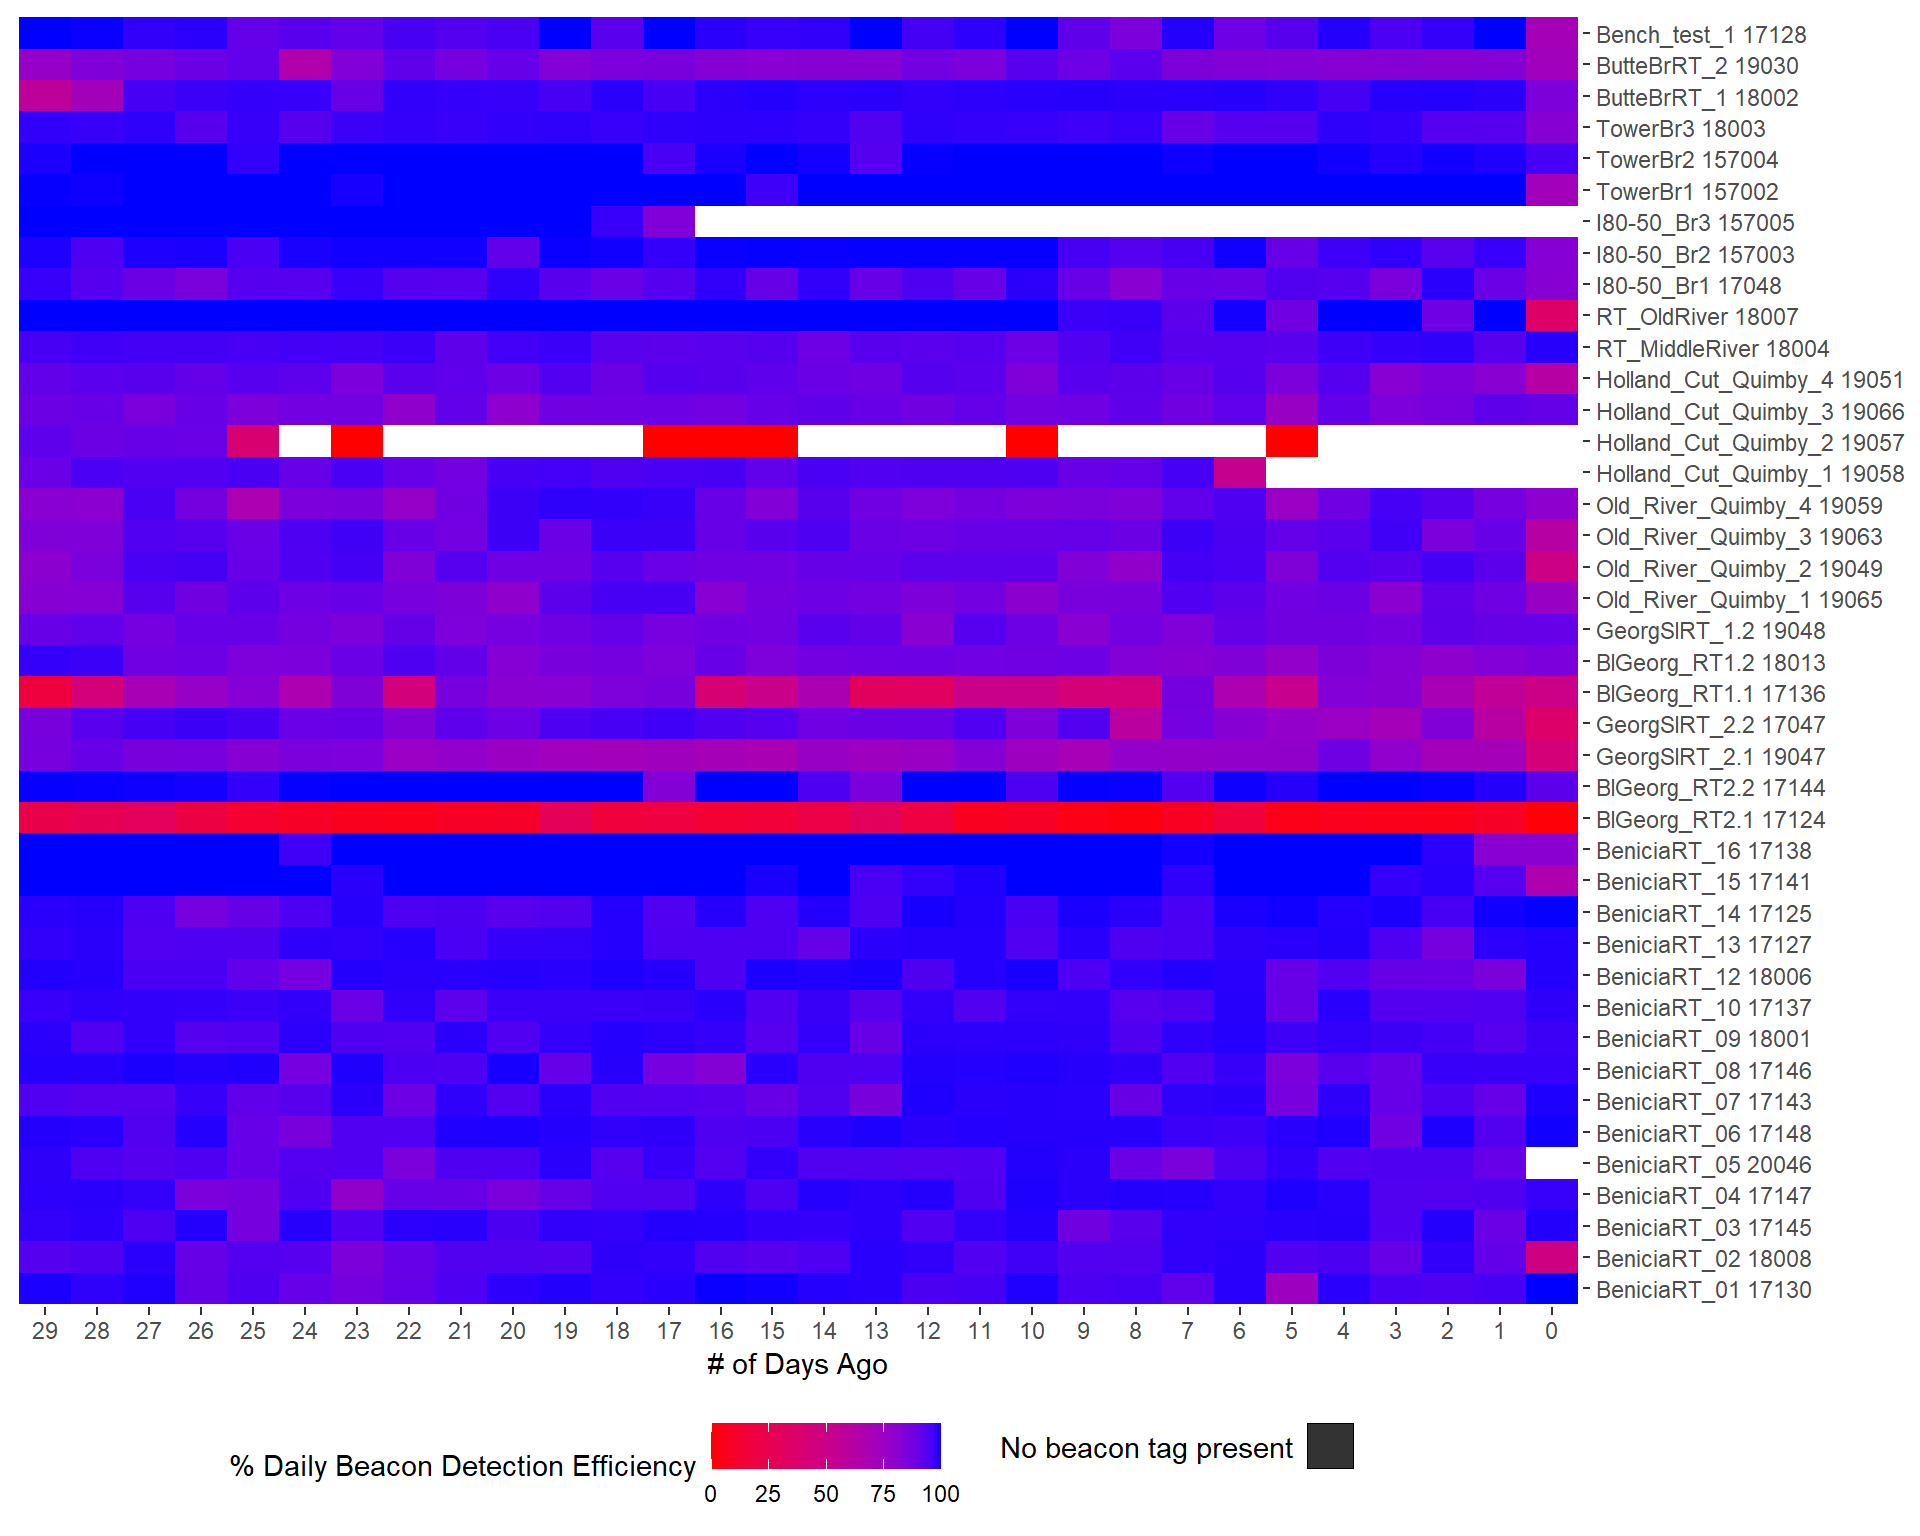 Bench_test_1 17128
ButteBrRT_2 19030
ButteBrRT_1 18002
TowerBr3 18003
TowerBr2 157004
TowerBr1 157002
I80-50_Br3 157005
I80-50_Br2 157003
I80-50_Br1 17048
RT_OldRiver 18007
RT_MiddleRiver 18004
Holland_Cut_Quimby_4 19051
Holland_Cut_Quimby_3 19066
Holland_Cut_Quimby_2 19057
Holland_Cut_Quimby_1 19058
Old_River_Quimby_4 19059
Old_River_Quimby_3 19063
Old_River_Quimby_2 19049
Old_River_Quimby_1 19065
GeorgSlRT_1.2 19048
BlGeorg_RT1.2 18013
BlGeorg_RT1.1 17136
GeorgSlRT_2.2 17047
GeorgSlRT_2.1 19047
BlGeorg_RT2.2 17144
BlGeorg_RT2.1 17124
BeniciaRT_16 17138
BeniciaRT_15 17141
BeniciaRT_14 17125
BeniciaRT_13 17127
BeniciaRT_12 18006
BeniciaRT_10 17137
BeniciaRT_09 18001
BeniciaRT_08 17146
BeniciaRT_07 17143
BeniciaRT_06 17148
BeniciaRT_05 20046
BeniciaRT_04 17147
BeniciaRT_03 17145
BeniciaRT_02 18008
BeniciaRT_01 17130
29 28 27 26 25 24 23 22 21 20 19 18 17 16 15 14 13 12 11 10 9 8 7 6 5 4 3 2 1 0
# of Days Ago
% Daily Beacon Detection Efficiency
0 25 50 75 100
No beacon tag present